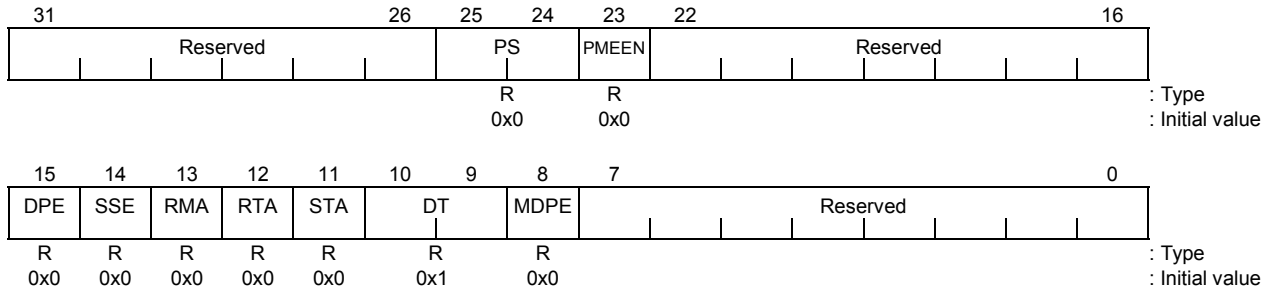 31 26 25 24 23 22 16
Reserved PS PMEEN Reserved
R R : Type
0x0 0x0 : Initial value
15 14 13 12 11 10 9 8 7 0
DPE SSE RMA RTA STA DT MDPE Reserved
R R R R R R R : Type
0x0 0x0 0x0 0x0 0x0 0x1 0x0 : Initial value